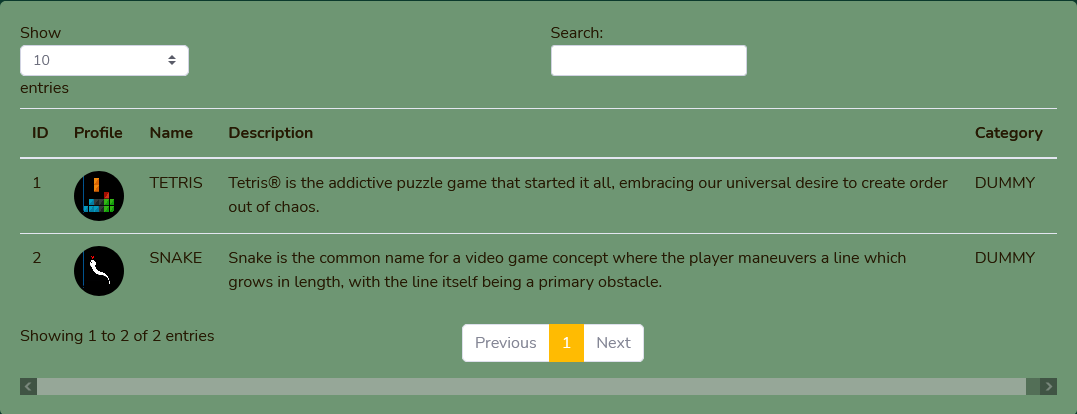 Show
Search:
10
entries
ID Profile Name Description Category
1 TETRIS Tetris® is the addictive puzzle game that started it all, embracing our universal desire to create order DUMMY
out of chaos.
2 SNAKE Snake is the common name for a video game concept where the player maneuvers a line which DUMMY
grows in length, with the line itself being a primary obstacle.
Showing 1 to 2 of 2 entries
Previous 1 Next